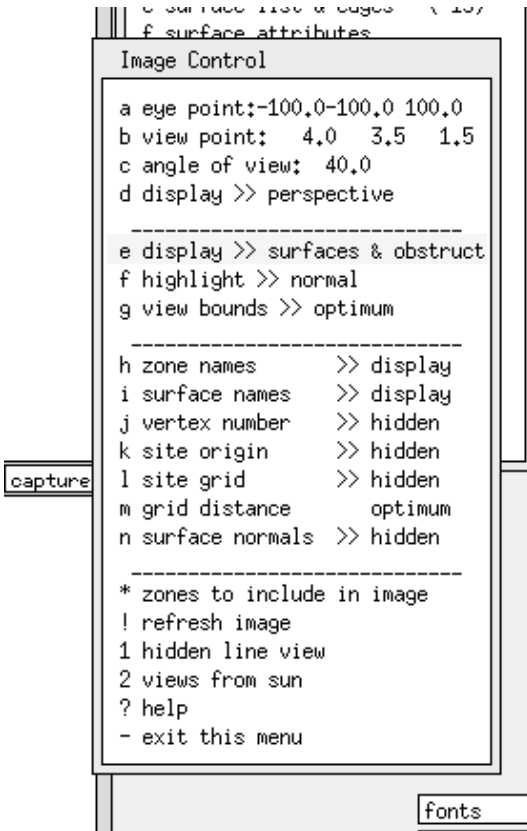 f surface attributes
Image Control
a eye point:-100.0-100.0 100.0
b view point: 4.0 3.5 1.5
c angle of view: 40.0
d display >> perspective
______________________________
e display >> surfaces & obstruct
f highlight >> normal
g view bounds >> optimum
______________________________
h zone names >> display
i surface names >> display
j vertex number >> hidden
k site origin >> hidden
l site grid >> hidden
m grid distance optimum
n surface normals >> hidden
______________________________
* zones to include in image
! refresh image
1 hidden line view
2 views from sun
? help
- exit this menu
capture
fonts